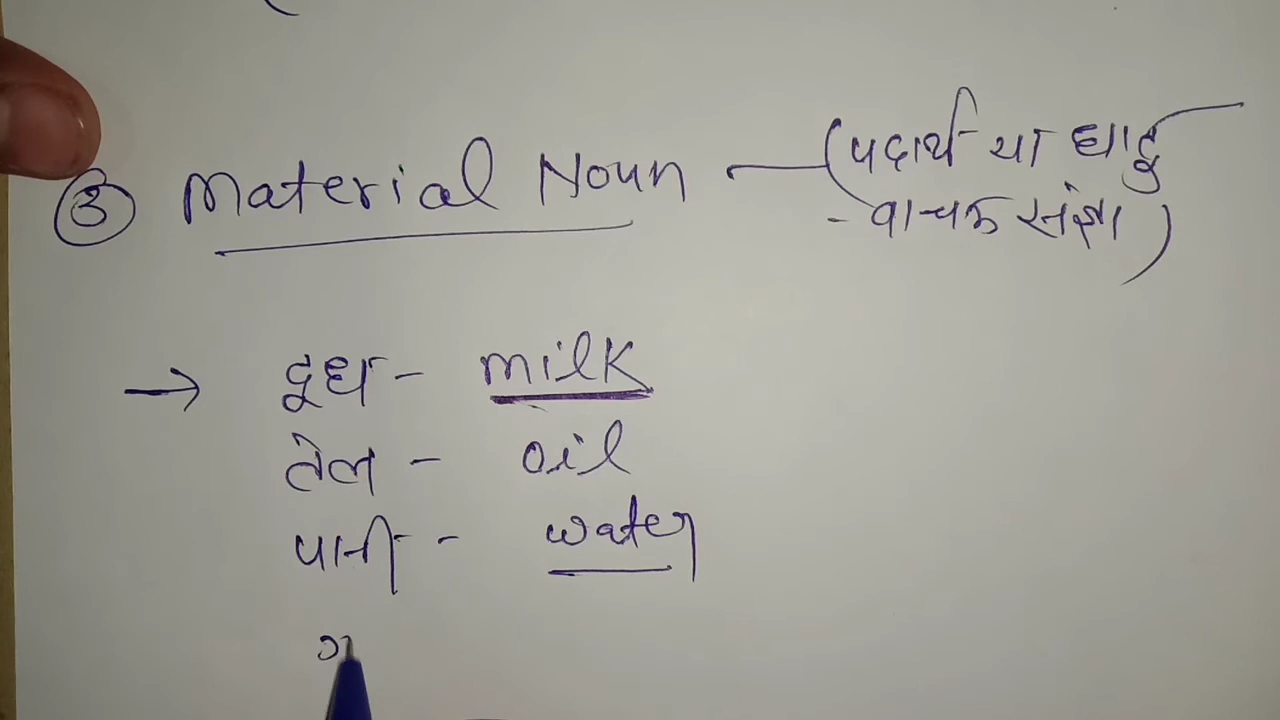 ③ Material Noun — (पदार्थ या धातु
- वाचक संज्ञा)
→ दूध - milk
तेल - oil
पानी - water